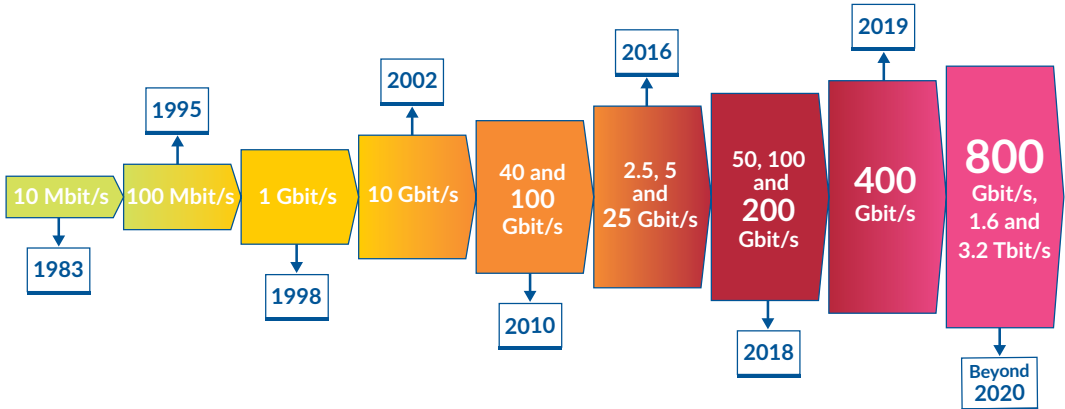 10 Mbit/s
1983
100 Mbit/s
1995
1 Gbit/s
1998
10 Gbit/s
2002
40 and
100
Gbit/s
2010
2.5, 5
and
25 Gbit/s
2016
50, 100
and
200
Gbit/s
2018
400
Gbit/s
2019
800
Gbit/s,
1.6 and
3.2 Tbit/s
Beyond
2020